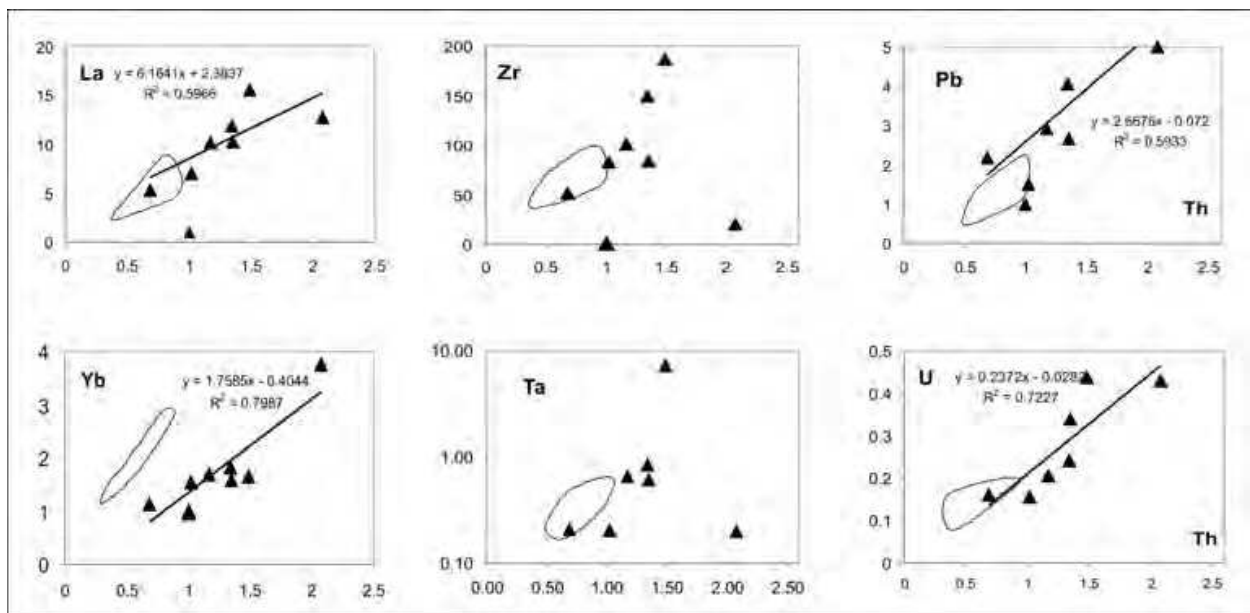 La
y = 6.1641x + 2.3837
R² = 0.5966
20
15
10
5
0
0 0.5 1 1.5 2 2.5
Zr
200
150
100
50
0
0 0.5 1 1.5 2 2.5
Pb
y = 2.6676x - 0.072
R² = 0.5933
Th
5
4
3
2
1
0
0 0.5 1 1.5 2 2.5
Yb
y = 1.7585x - 0.4044
R² = 0.7987
4
3
2
1
0
0 0.5 1 1.5 2 2.5
Ta
10.00
1.00
0.10
0.00 0.50 1.00 1.50 2.00 2.50
U
y = 0.2372x - 0.0282
R² = 0.7227
Th
0.5
0.4
0.3
0.2
0.1
0
0 0.5 1 1.5 2 2.5